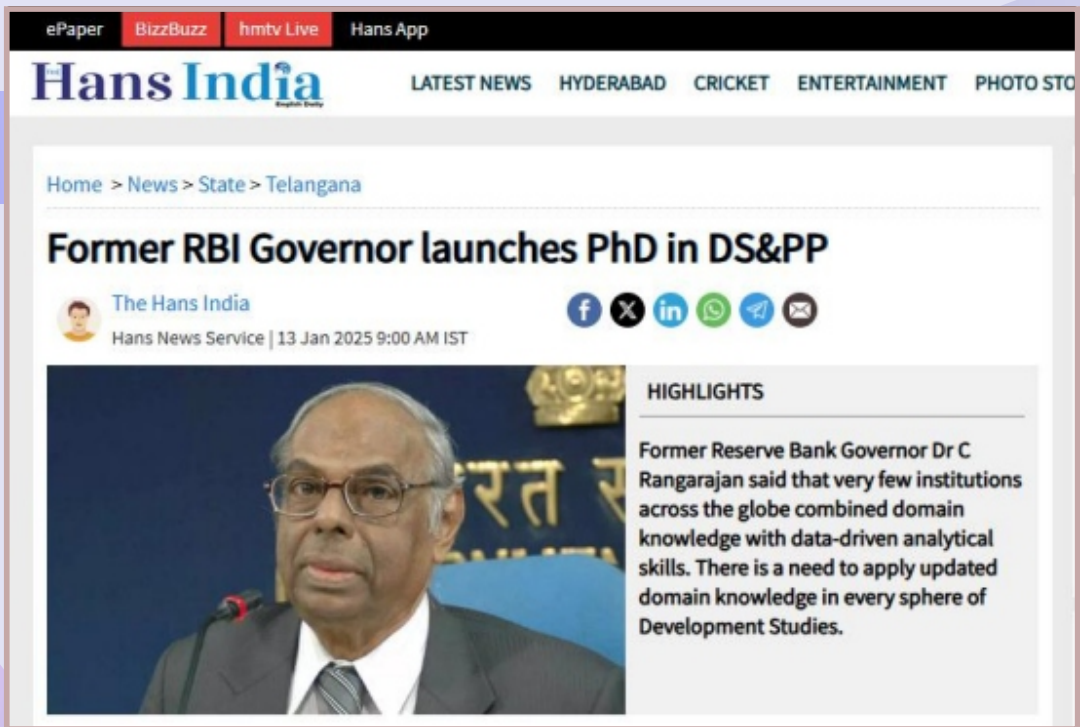 ePaper BizzBuzz hmtv Live Hans App
THE Hans India
English Daily
LATEST NEWS HYDERABAD CRICKET ENTERTAINMENT PHOTO STO
Home > News > State > Telangana
Former RBI Governor launches PhD in DS&PP
The Hans India
Hans News Service | 13 Jan 2025 9:00 AM IST
HIGHLIGHTS
Former Reserve Bank Governor Dr C
Rangarajan said that very few institutions
across the globe combined domain
knowledge with data-driven analytical
skills. There is a need to apply updated
domain knowledge in every sphere of
Development Studies.